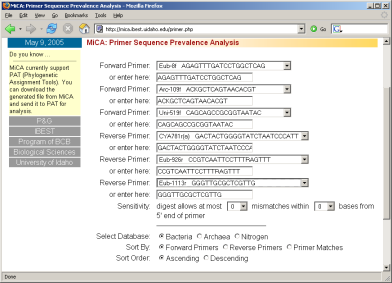 MiCA: Primer Sequence Prevalence Analysis - Mozilla Firefox
File Edit View Go Bookmarks Tools Help
http://mica.ibest.uidaho.edu/primer.php
Go
May 9, 2005
Do you know ...
MiCA currently support
PAT (Phylogenetic
Assignment Tools). You
can download the
generated file from MiCA
and send it to PAT for
analysis.
P&G
IBEST
Program of BCB
Biological Sciences
University of Idaho
MiCA: Primer Sequence Prevalence Analysis
Forward Primer: Eub-8f AGAGTTTGATCCTGGCTCAG
or enter here: AGAGTTTGATCCTGGCTCAG
Forward Primer: Arc-109f ACKGCTCAGTAACACGT
or enter here: ACKGCTCAGTAACACGT
Forward Primer: Uni-519f CAGCAGCCGCGGTAATAC
or enter here: CAGCAGCCGCGGTAATAC
Reverse Primer: CYA781r(a) GACTACTGGGGTATCTAATCCCATT
or enter here: GACTACTGGGGTATCTAATCCCA
Reverse Primer: Eub-926r CCGTCAATTCCTTTRAGTTT
or enter here: CCGTCAATTCCTTTRAGTTT
Reverse Primer: Eub-1113r GGGTTGCGCTCGTTG
or enter here: GGGTTGCGCTCGTTG
Sensitivity: digest allows at most 0 mismatches within 8 bases from
5' end of primer
Select Database: Bacteria Archaea Nitrogen
Sort By: Forward Primers Reverse Primers Primer Matches
Sort Order: Ascending Descending
Done